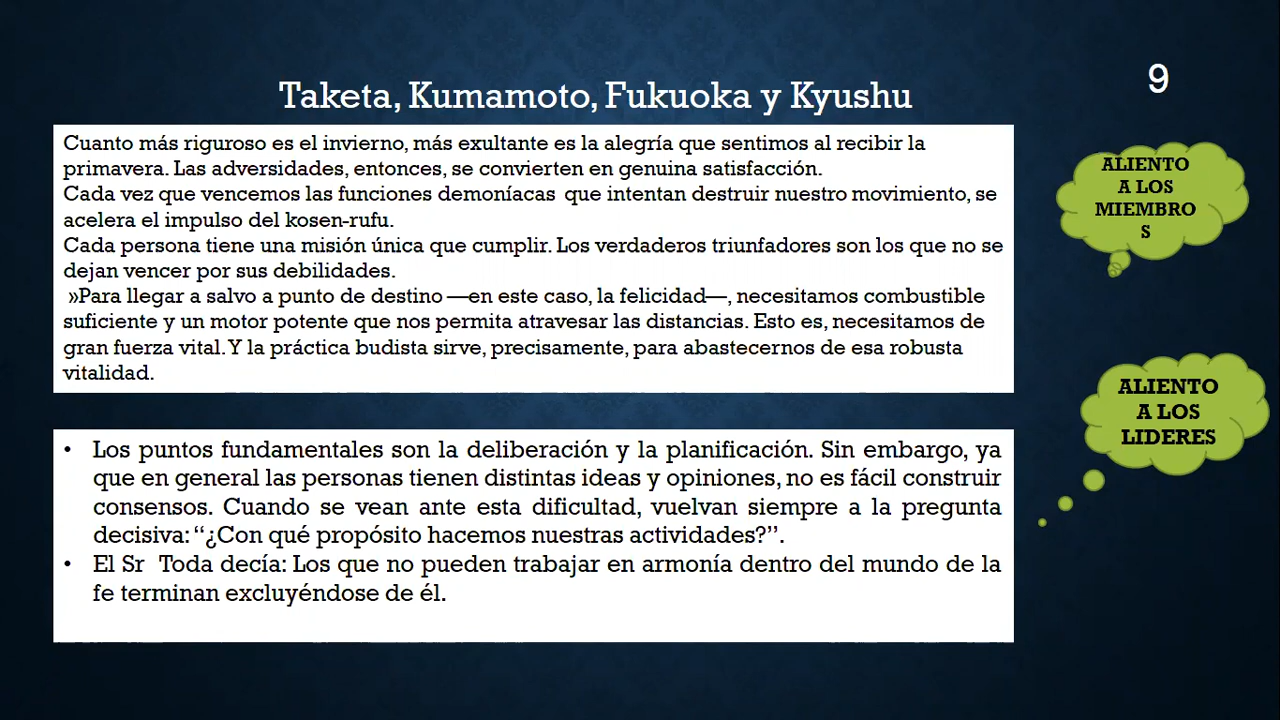 9
Taketa, Kumamoto, Fukuoka y Kyushu
Cuanto más riguroso es el invierno, más exultante es la alegría que sentimos al recibir la
primavera. Las adversidades, entonces, se convierten en genuina satisfacción.
Cada vez que vencemos las funciones demoníacas  que intentan destruir nuestro movimiento, se
acelera el impulso del kosen-rufu.
Cada persona tiene una misión única que cumplir. Los verdaderos triunfadores son los que no se
dejan vencer por sus debilidades.
»Para llegar a salvo a punto de destino —en este caso, la felicidad—, necesitamos combustible
suficiente y un motor potente que nos permita atravesar las distancias. Esto es, necesitamos de
gran fuerza vital. Y la práctica budista sirve, precisamente, para abastecernos de esa robusta
vitalidad.
ALIENTO
A LOS
MIEMBRO
S
• Los puntos fundamentales son la deliberación y la planificación. Sin embargo, ya
que en general las personas tienen distintas ideas y opiniones, no es fácil construir
consensos. Cuando se vean ante esta dificultad, vuelvan siempre a la pregunta
decisiva: “¿Con qué propósito hacemos nuestras actividades?”.
• El Sr  Toda decía: Los que no pueden trabajar en armonía dentro del mundo de la
fe terminan excluyéndose de él.
ALIENTO
A LOS
LIDERES